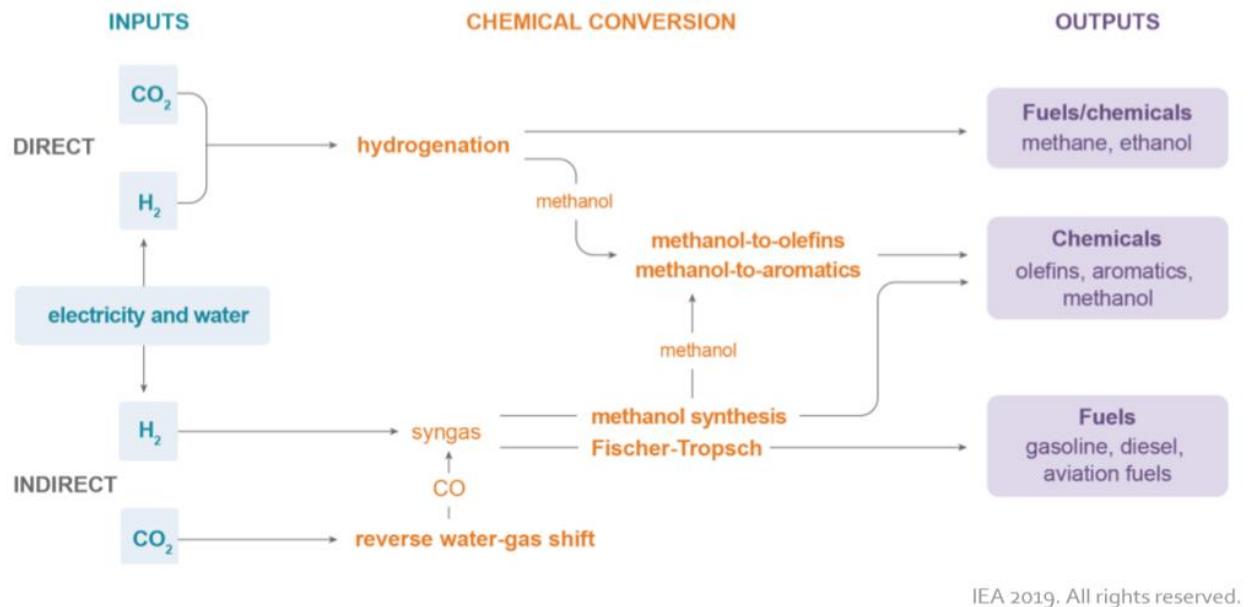 INPUTS
CHEMICAL CONVERSION
OUTPUTS
CO₂
DIRECT
H₂
hydrogenation
methanol
Fuels/chemicals
methane, ethanol
methanol-to-olefins
methanol-to-aromatics
Chemicals
olefins, aromatics,
methanol
electricity and water
methanol
H₂
syngas
methanol synthesis
Fischer-Tropsch
Fuels
gasoline, diesel,
aviation fuels
INDIRECT
CO
CO₂
reverse water-gas shift
IEA 2019. All rights reserved.